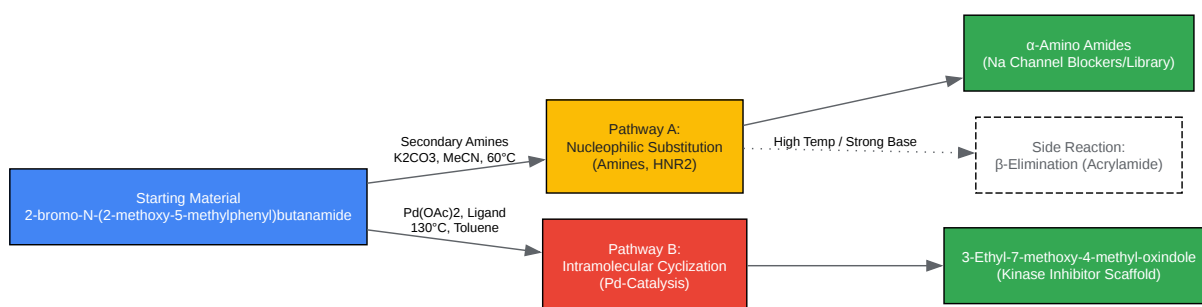 Starting Material
2-bromo-N-(2-methoxy-5-methylphenyl)butanamide
Secondary Amines
K2CO3, MeCN, 60°C
Pathway A:
Nucleophilic Substitution
(Amines, HNR2)
α-Amino Amides
(Na Channel Blockers/Library)
High Temp / Strong Base
Side Reaction:
β-Elimination (Acrylamide)
Pd(OAc)2, Ligand
130°C, Toluene
Pathway B:
Intramolecular Cyclization
(Pd-Catalysis)
3-Ethyl-7-methoxy-4-methyl-oxindole
(Kinase Inhibitor Scaffold)